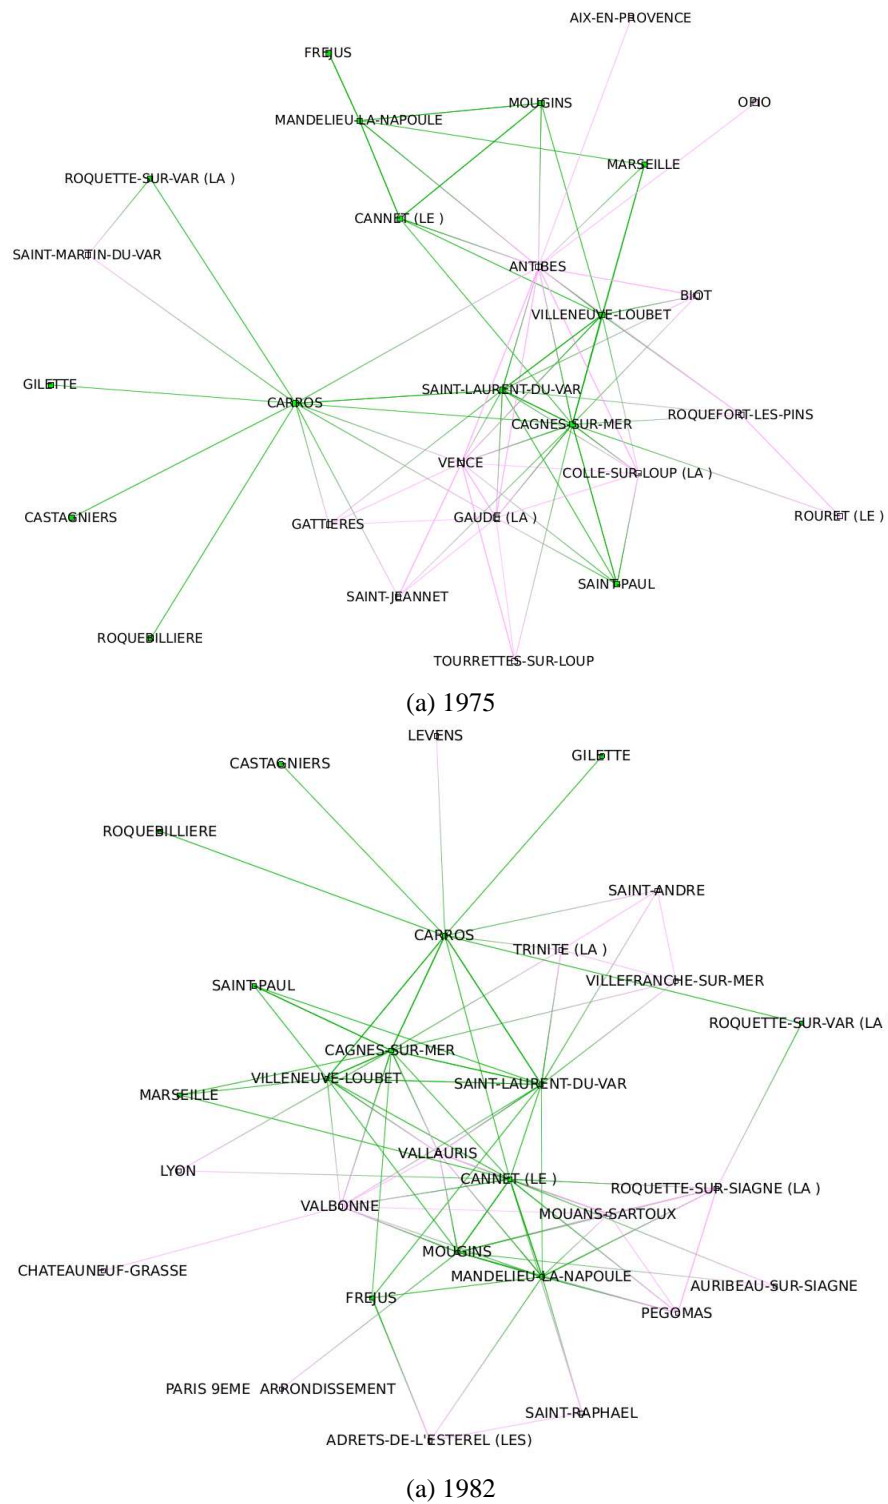 AIX-EN-PROVENCE
FREJUS
MOUGINS
OPIO
MANDELIEU-LA-NAPOULE
MARSEILLE
ROQUETTE-SUR-VAR (LA )
CANNET (LE )
SAINT-MARTIN-DU-VAR
ANTIBES
BIOT
VILLENEUVE-LOUBET
GILETTE
SAINT-LAURENT-DU-VAR
CARROS
ROQUEFORT-LES-PINS
CAGNES-SUR-MER
VENCE
COLLE-SUR-LOUP (LA )
CASTAGNIERS
GATTIERES
GAUDE (LA )
ROURET (LE )
SAINT-PAUL
SAINT-JEANNET
ROQUEBILLIERE
TOURRETTES-SUR-LOUP
(a) 1975
LEVENS
GILETTE
CASTAGNIERS
ROQUEBILLIERE
SAINT-ANDRE
CARROS
TRINITE (LA )
VILLEFRANCHE-SUR-MER
SAINT-PAUL
ROQUETTE-SUR-VAR (LA
CAGNES-SUR-MER
VILLENEUVE-LOUBET
SAINT-LAURENT-DU-VAR
MARSEILLE
VALLAURIS
LYON
CANNET (LE )
ROQUETTE-SUR-SIAGNE (LA )
VALBONNE
MOUANS-SARTOUX
MOUGINS
CHATEAUNEUF-GRASSE
MANDELIEU-LA-NAPOULE
AURIBEAU-SUR-SIAGNE
FREJUS
PEGOMAS
PARIS 9EME ARRONDISSEMENT
SAINT-RAPHAEL
ADRETS-DE-L'ESTEREL (LES)
(a) 1982